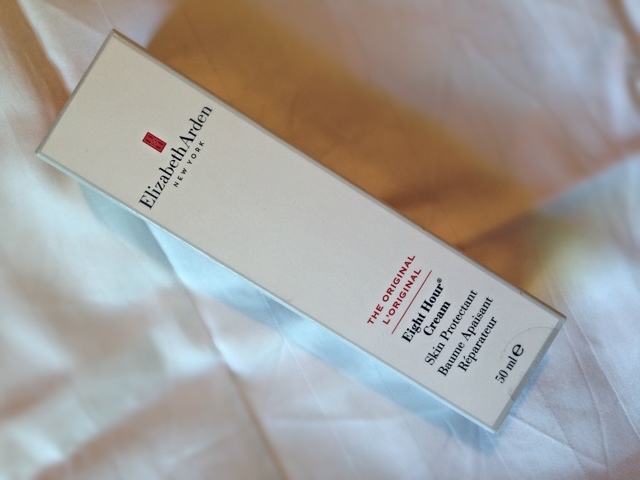 Elizabeth Arden
NEW YORK
THE ORIGINAL
L'ORIGINAL
Eight Hour®
Cream
Skin Protectant
Baume Apaisant
Réparateur
50 ml ℮